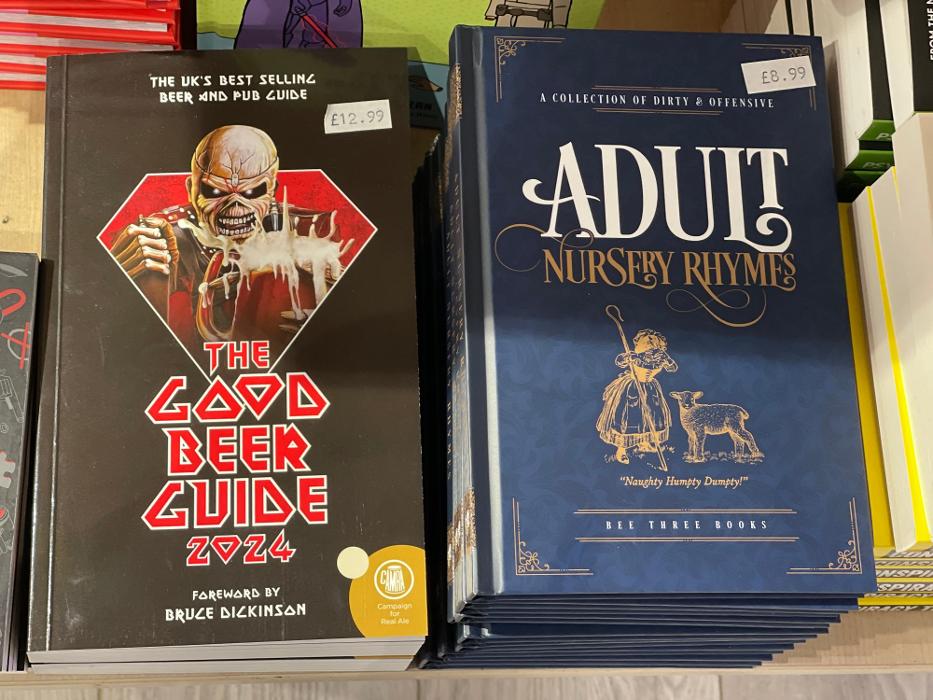 THE UK'S BEST SELLING
BEER AND PUB GUIDE
£12.99
THE
GOOD
BEER
GUIDE
2024
FOREWORD BY
BRUCE DICKINSON
CAMRA
Campaign
for
Real Ale
£8.99
A COLLECTION OF DIRTY & OFFENSIVE
ADULT
NURSERY RHYMES
"Naughty Humpty Dumpty!"
BEE THREE BOOKS
FROM THE